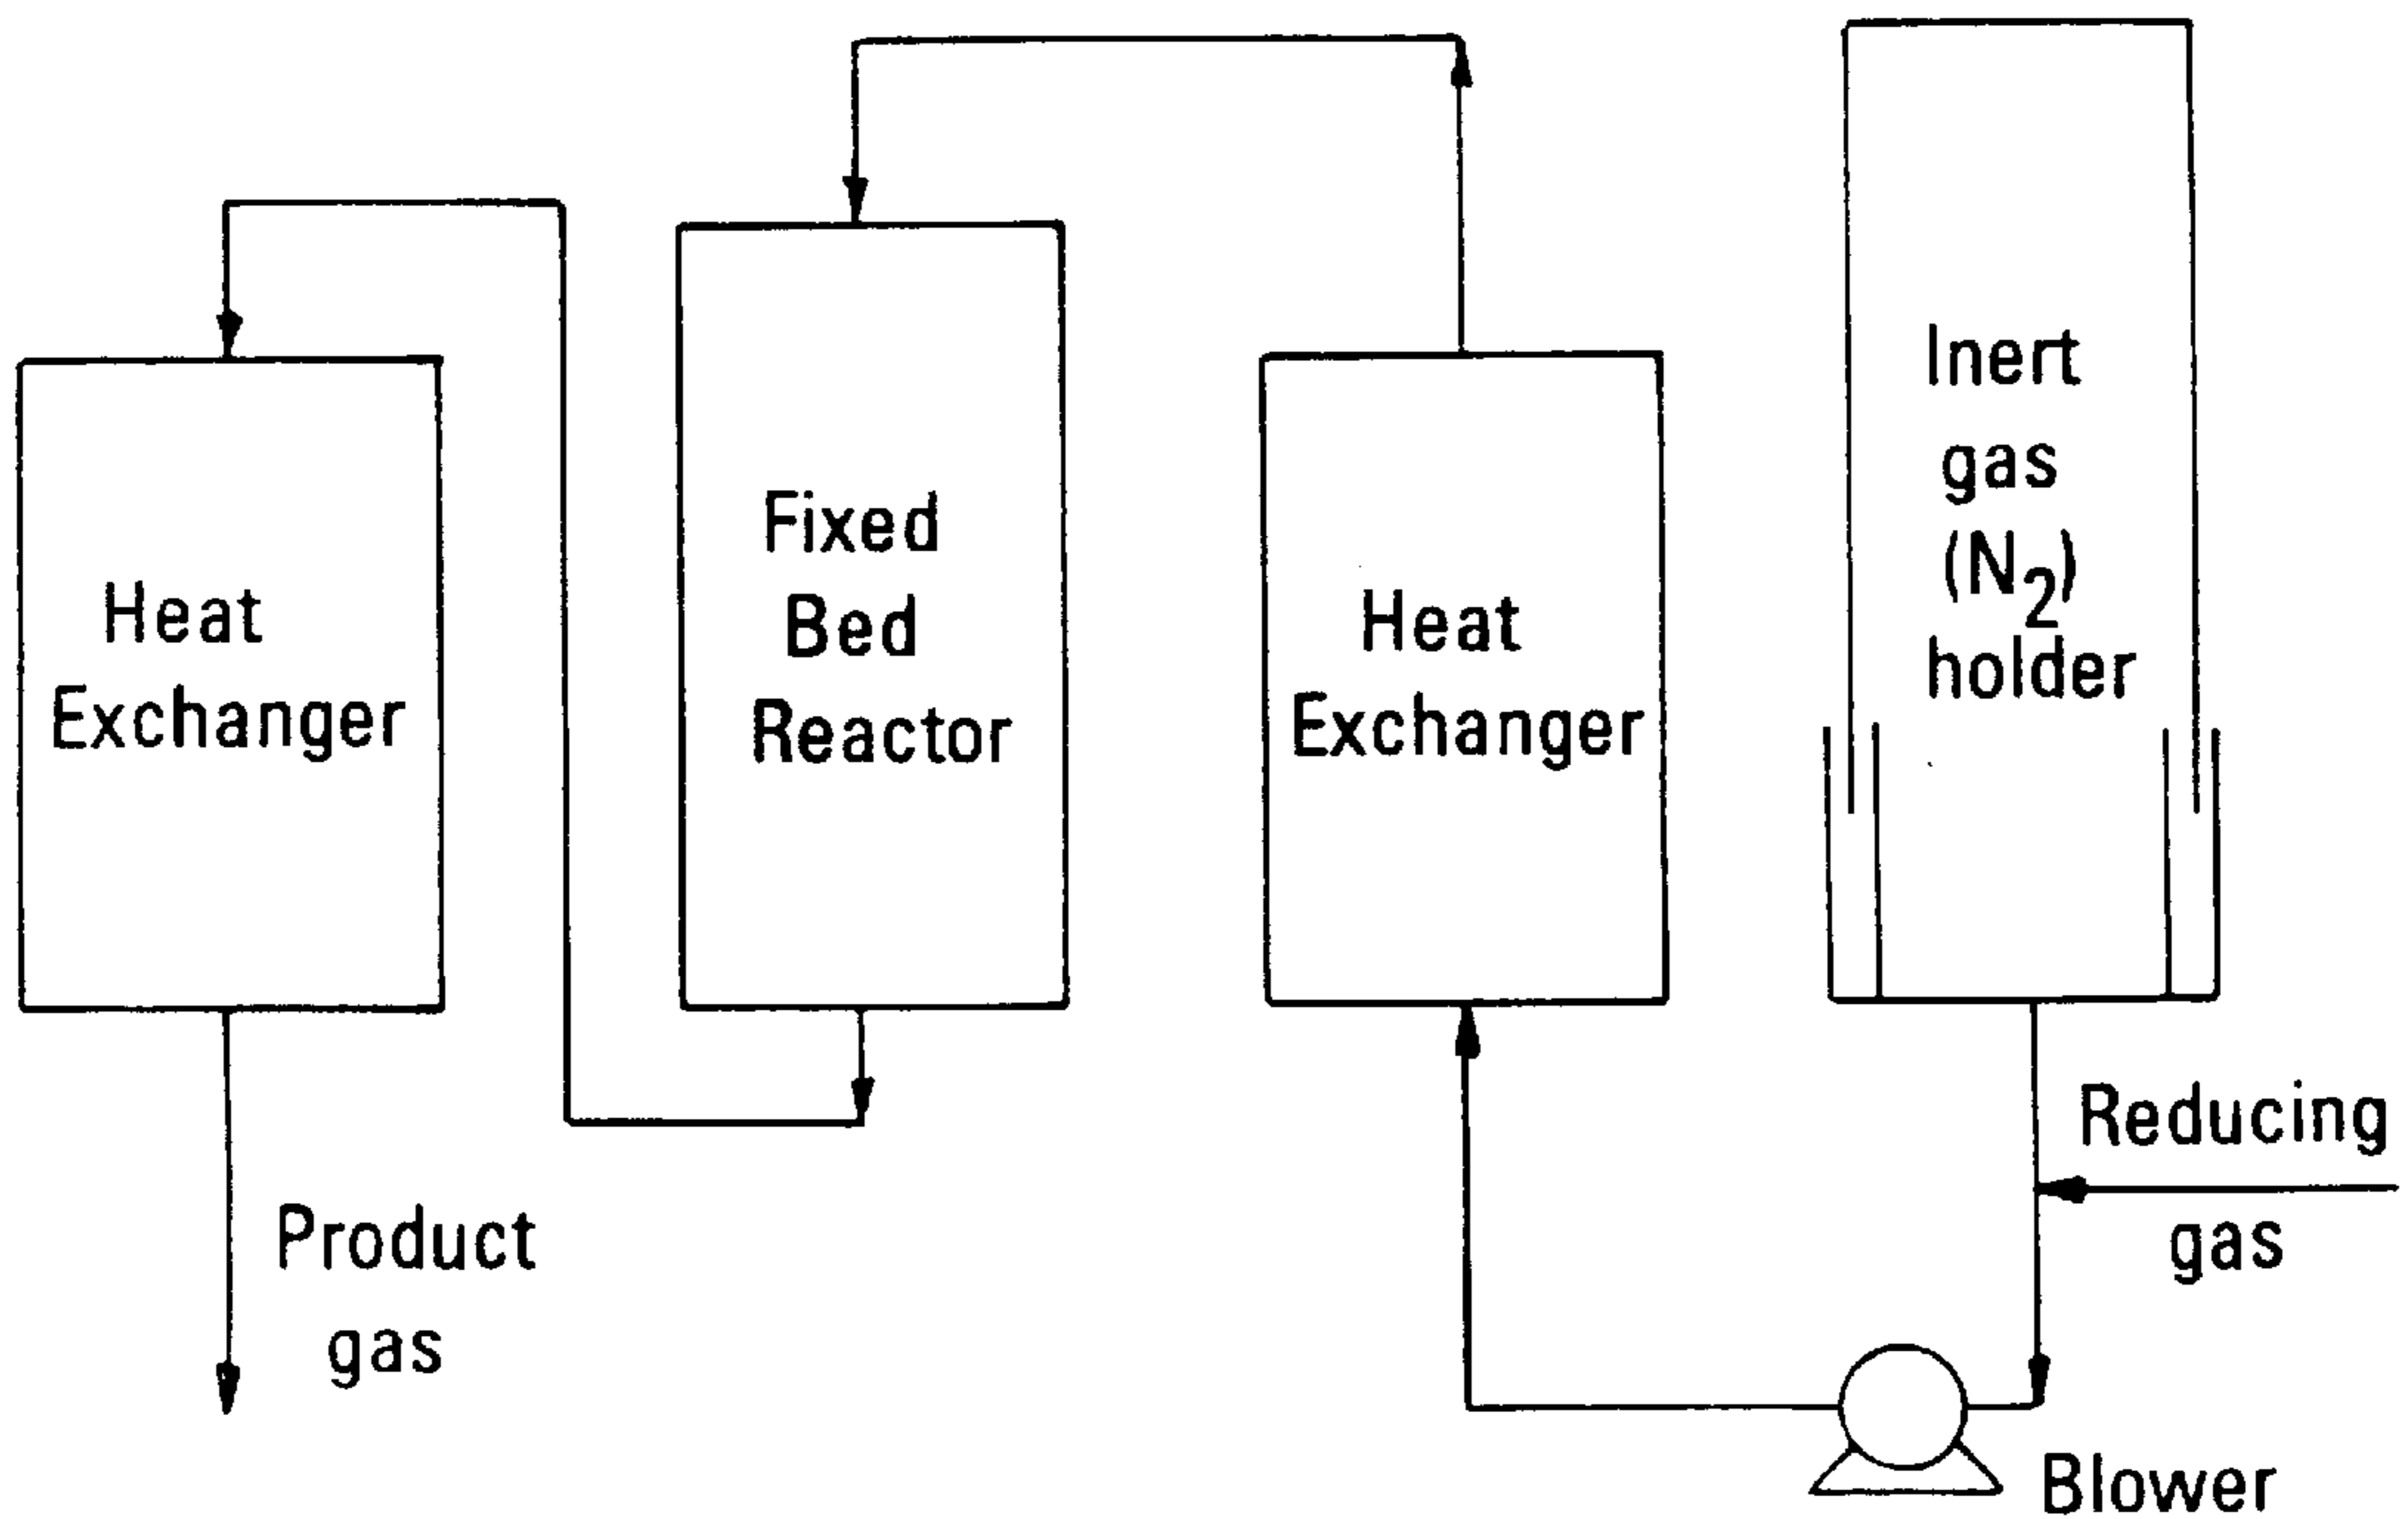 Heat
Exchanger
Fixed
Bed
Reactor
Heat
Exchanger
Inert
gas
(N2)
holder
Reducing
gas
Product
gas
Blower